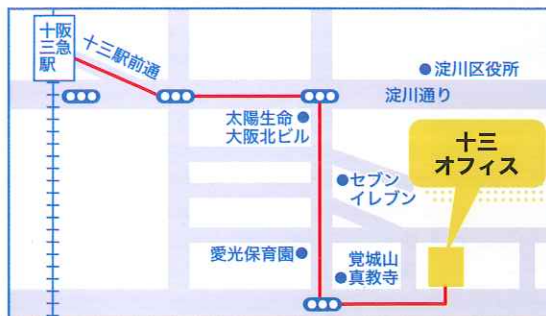 阪急
十三駅
十三駅前通
淀川区役所
淀川通り
太陽生命
大阪北ビル
十三
オフィス
セブン
イレブン
愛光保育園
覚城山
真教寺